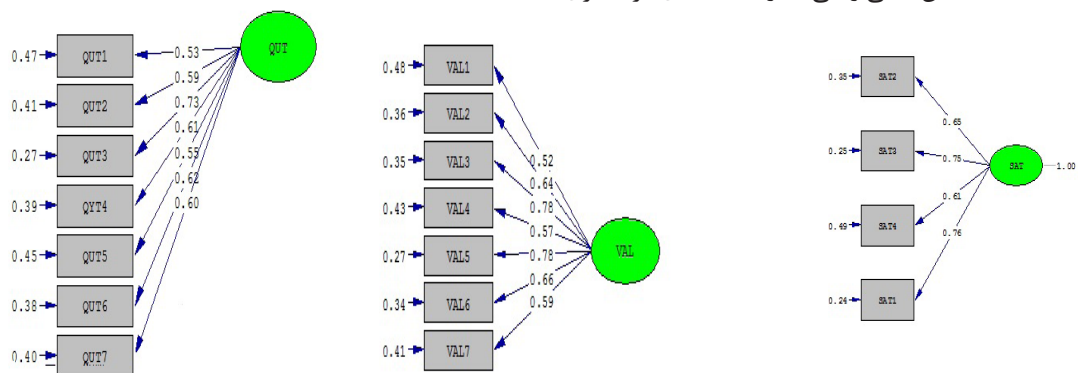 0.47 QUT1 0.53 QUT
0.41 QUT2 0.59
0.27 QUT3 0.73
0.39 QYT4 0.61
0.45 QUT5 0.55
0.38 QUT6 0.62
0.40 QUT7 0.60
0.48 VAL1 0.52
0.36 VAL2 0.64
0.35 VAL3 0.78
0.43 VAL4 0.57 VAL
0.27 VAL5 0.78
0.34 VAL6 0.66
0.41 VAL7 0.59
0.35 SAT2 0.65
0.25 SAT3 0.75 SAT 1.00
0.49 SAT4 0.61
0.24 SAT1 0.76